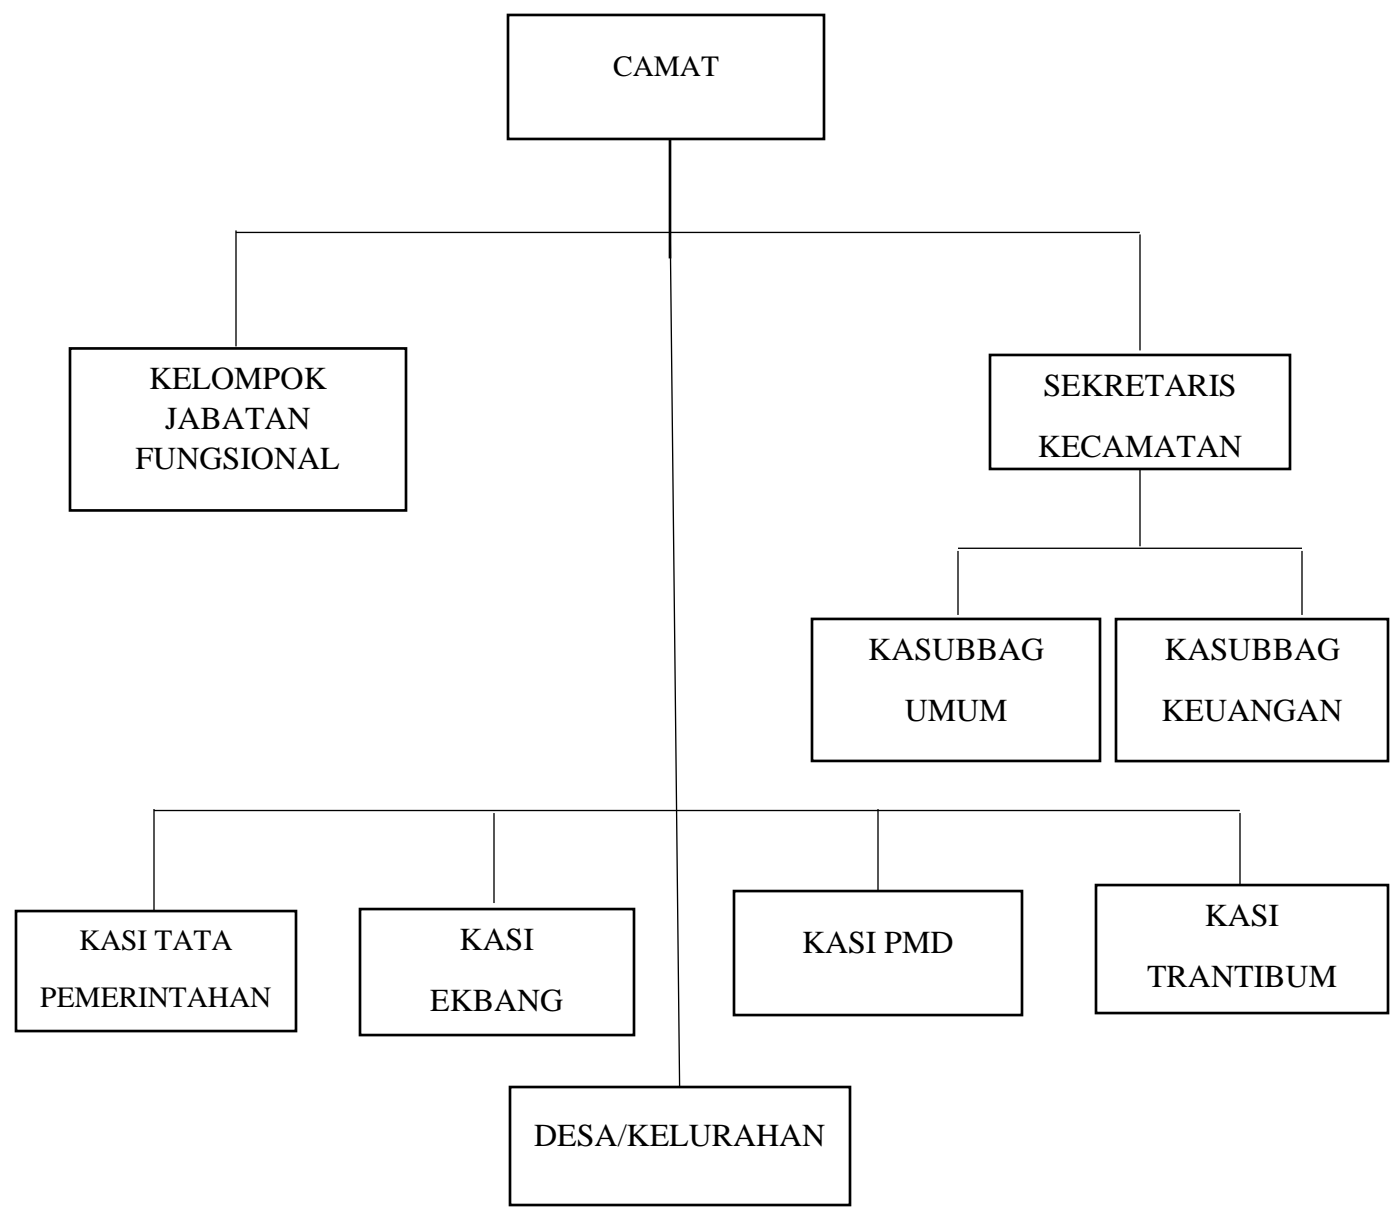 CAMAT
KELOMPOK
JABATAN
FUNGSIONAL
SEKRETARIS
KECAMATAN
KASUBBAG
UMUM
KASUBBAG
KEUANGAN
KASI TATA
PEMERINTAHAN
KASI
EKBANG
KASI PMD
KASI
TRANTIBUM
DESA/KELURAHAN